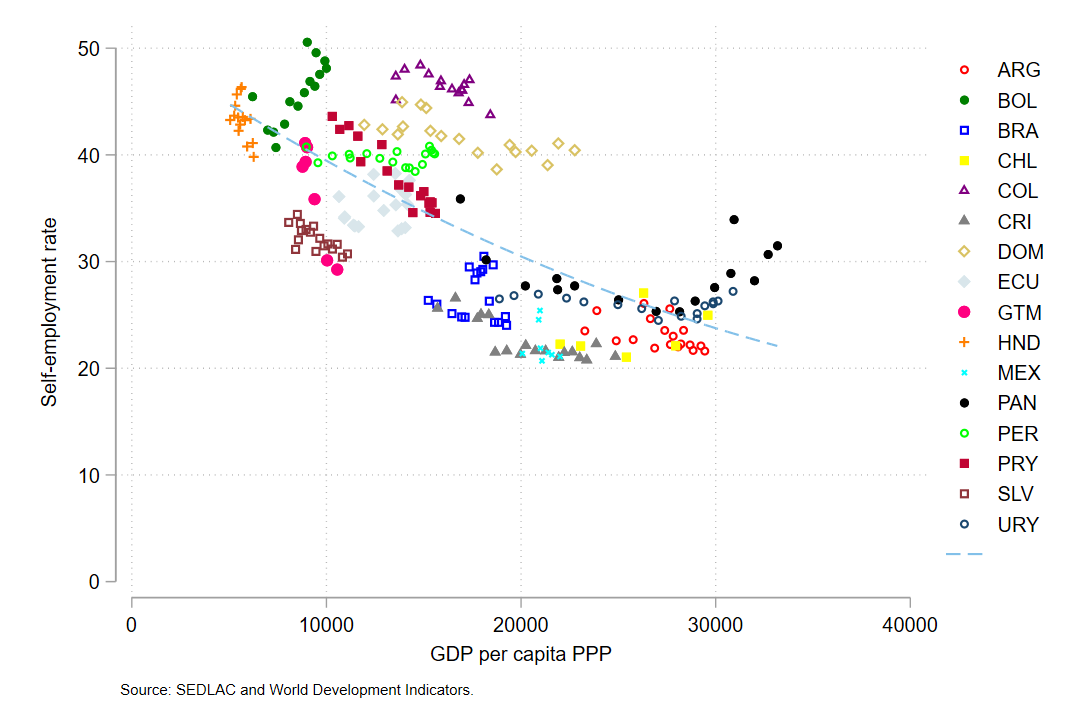 50
40
30
20
10
0
Self-employment rate
0 10000 20000 30000 40000
GDP per capita PPP
ARG
BOL
BRA
CHL
COL
CRI
DOM
ECU
GTM
HND
MEX
PAN
PER
PRY
SLV
URY
Source: SEDLAC and World Development Indicators.